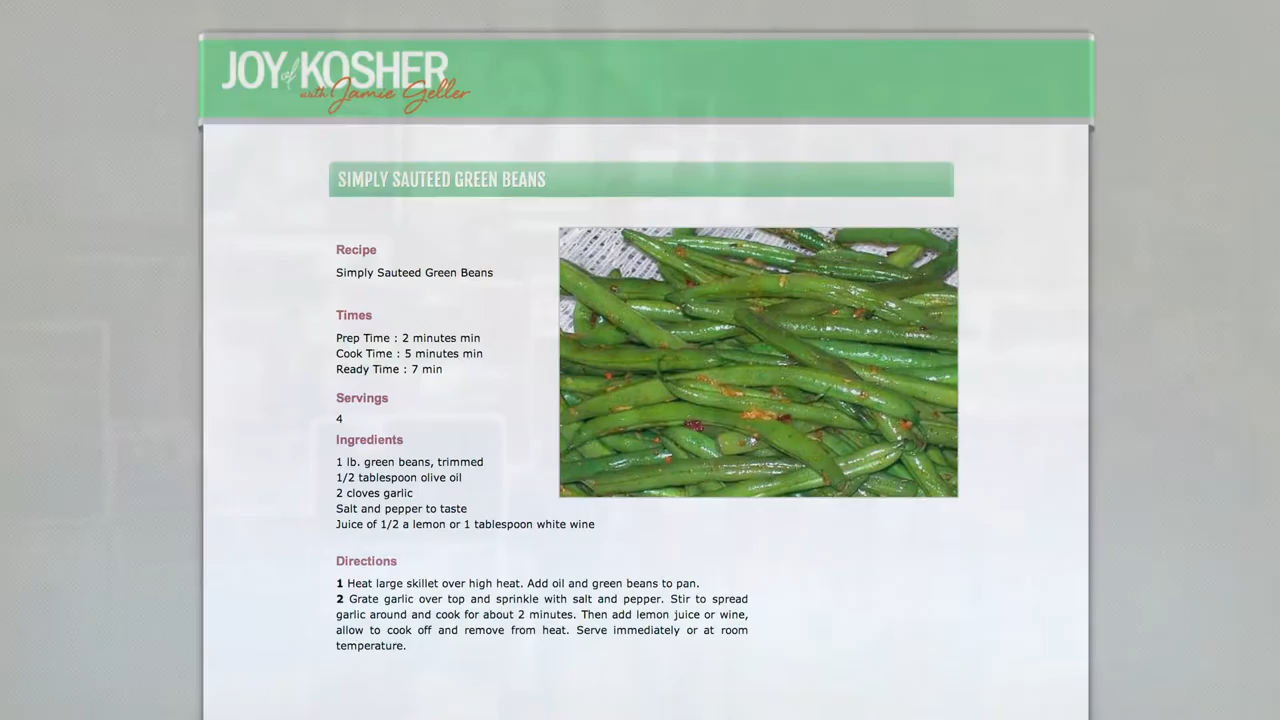 JOY of KOSHER
with Jamie Geller
SIMPLY SAUTEED GREEN BEANS
Recipe
Simply Sauteed Green Beans
Times
Prep Time : 2 minutes min
Cook Time : 5 minutes min
Ready Time : 7 min
Servings
4
Ingredients
1 lb. green beans, trimmed
1/2 tablespoon olive oil
2 cloves garlic
Salt and pepper to taste
Juice of 1/2 a lemon or 1 tablespoon white wine
Directions
1 Heat large skillet over high heat. Add oil and green beans to pan.
2 Grate garlic over top and sprinkle with salt and pepper. Stir to spread
garlic around and cook for about 2 minutes. Then add lemon juice or wine,
allow to cook off and remove from heat. Serve immediately or at room
temperature.